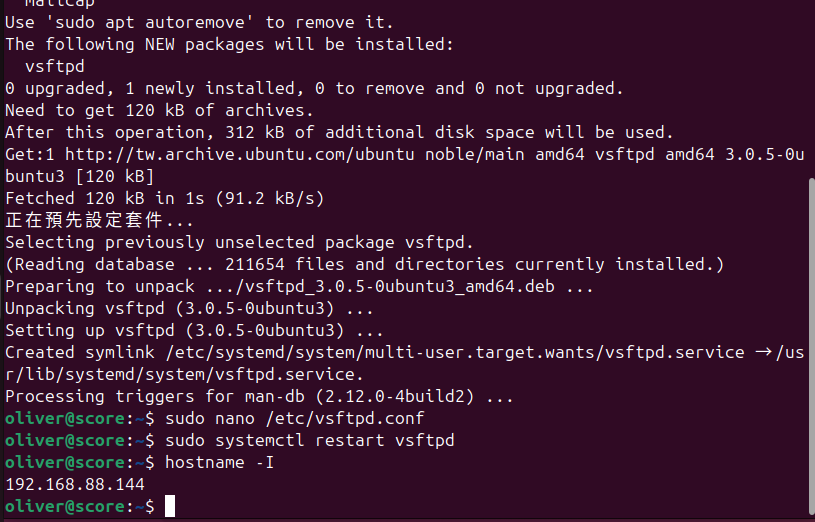 mailcap
Use 'sudo apt autoremove' to remove it.
The following NEW packages will be installed:
  vsftpd
0 upgraded, 1 newly installed, 0 to remove and 0 not upgraded.
Need to get 120 kB of archives.
After this operation, 312 kB of additional disk space will be used.
Get:1 http://tw.archive.ubuntu.com/ubuntu noble/main amd64 vsftpd amd64 3.0.5-0u
buntu3 [120 kB]
Fetched 120 kB in 1s (91.2 kB/s)
正在預先設定套件...
Selecting previously unselected package vsftpd.
(Reading database ... 211654 files and directories currently installed.)
Preparing to unpack .../vsftpd_3.0.5-0ubuntu3_amd64.deb ...
Unpacking vsftpd (3.0.5-0ubuntu3) ...
Setting up vsftpd (3.0.5-0ubuntu3) ...
Created symlink /etc/systemd/system/multi-user.target.wants/vsftpd.service → /us
r/lib/systemd/system/vsftpd.service.
Processing triggers for man-db (2.12.0-4build2) ...
oliver@score:~$ sudo nano /etc/vsftpd.conf
oliver@score:~$ sudo systemctl restart vsftpd
oliver@score:~$ hostname -I
192.168.88.144
oliver@score:~$